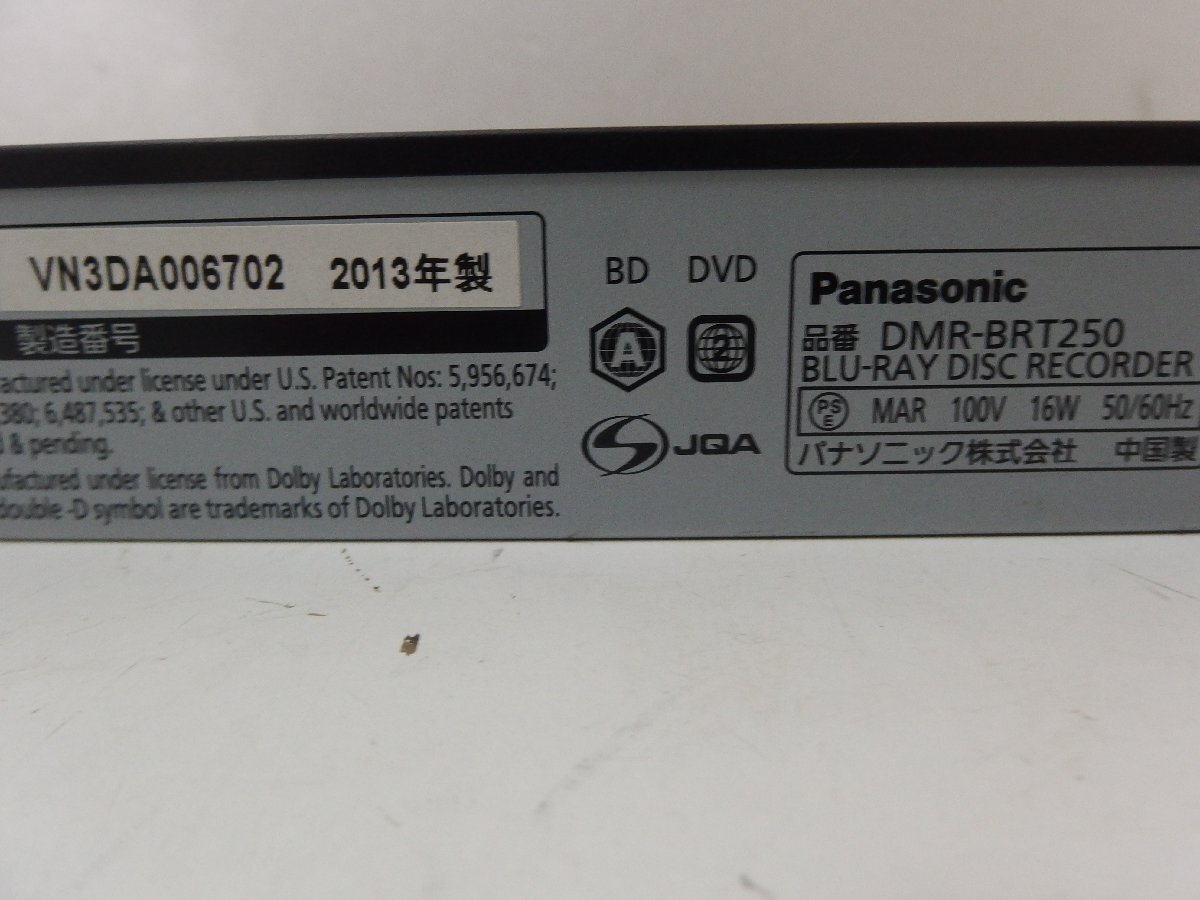 VN3DA006702 2013年製
製造番号
actured under license under U.S. Patent Nos: 5,956,674;
380; 6,487,535; & other U.S. and worldwide patents
& pending.
ufactured under license from Dolby Laboratories. Dolby and
double -D symbol are trademarks of Dolby Laboratories.
BD DVD
A 2
S JQA
Panasonic
品番 DMR-BRT250
BLU-RAY DISC RECORDER
PS E MAR 100V 16W 50/60Hz
パナソニック株式会社 中国製